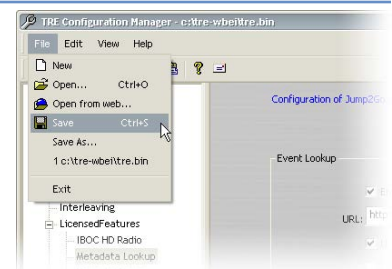 TRE Configuration Manager - c:\tre-wbei\tre.bin
File Edit View Help
New
Open... Ctrl+O
Open from web...
Save Ctrl+S
Save As...
1 c:\tre-wbei\tre.bin
Exit
Configuration of
Event Lookup
URL: http
Interleaving
LicensedFeatures
IBOC HD Radio
Metadata Lookup